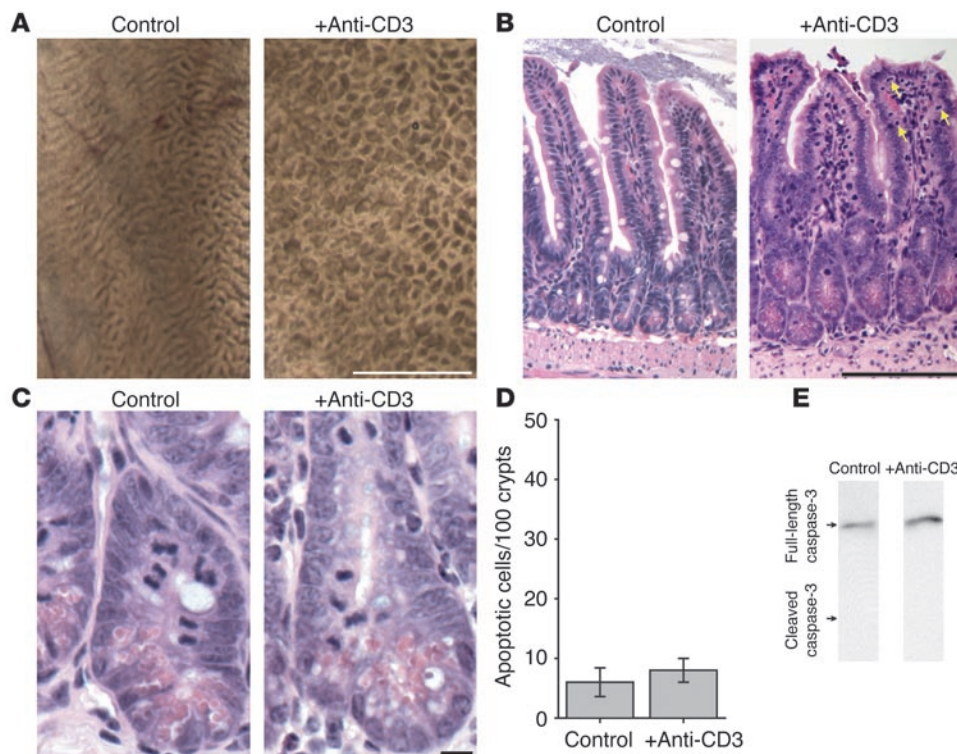 A
Control
+Anti-CD3
B
Control
+Anti-CD3
C
Control
+Anti-CD3
D
Apoptotic cells/100 crypts
50
40
30
20
10
0
Control
+Anti-CD3
E
Control +Anti-CD3
Full-length
caspase-3
Cleaved
caspase-3